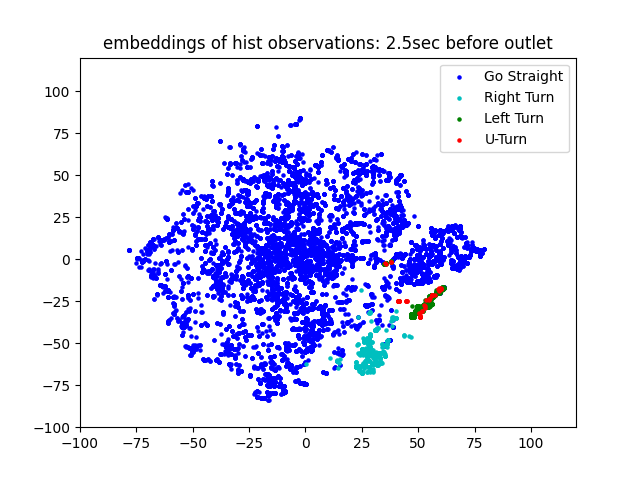 embeddings of hist observations: 2.5sec before outlet
Go Straight
Right Turn
Left Turn
U-Turn
100
75
50
25
0
−25
−50
−75
−100
−100 −75 −50 −25 0 25 50 75 100